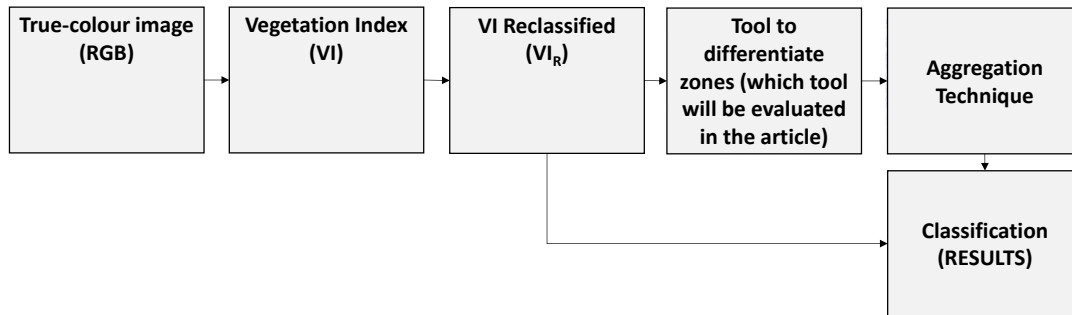 True-colour image
(RGB)
Vegetation Index
(VI)
VI Reclassified
(VIR)
Tool to
differentiate
zones (which tool
will be evaluated
in the article)
Aggregation
Technique
Classification
(RESULTS)